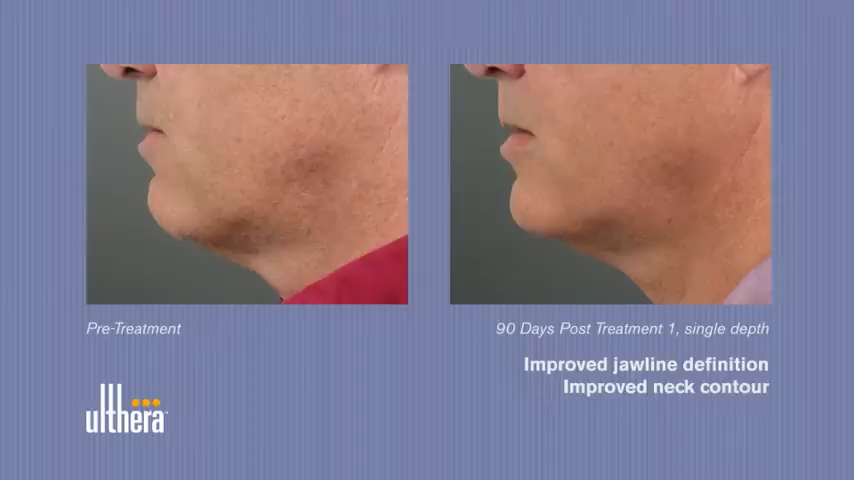 Pre-Treatment
90 Days Post Treatment 1, single depth
Improved jawline definition
Improved neck contour
ulthera